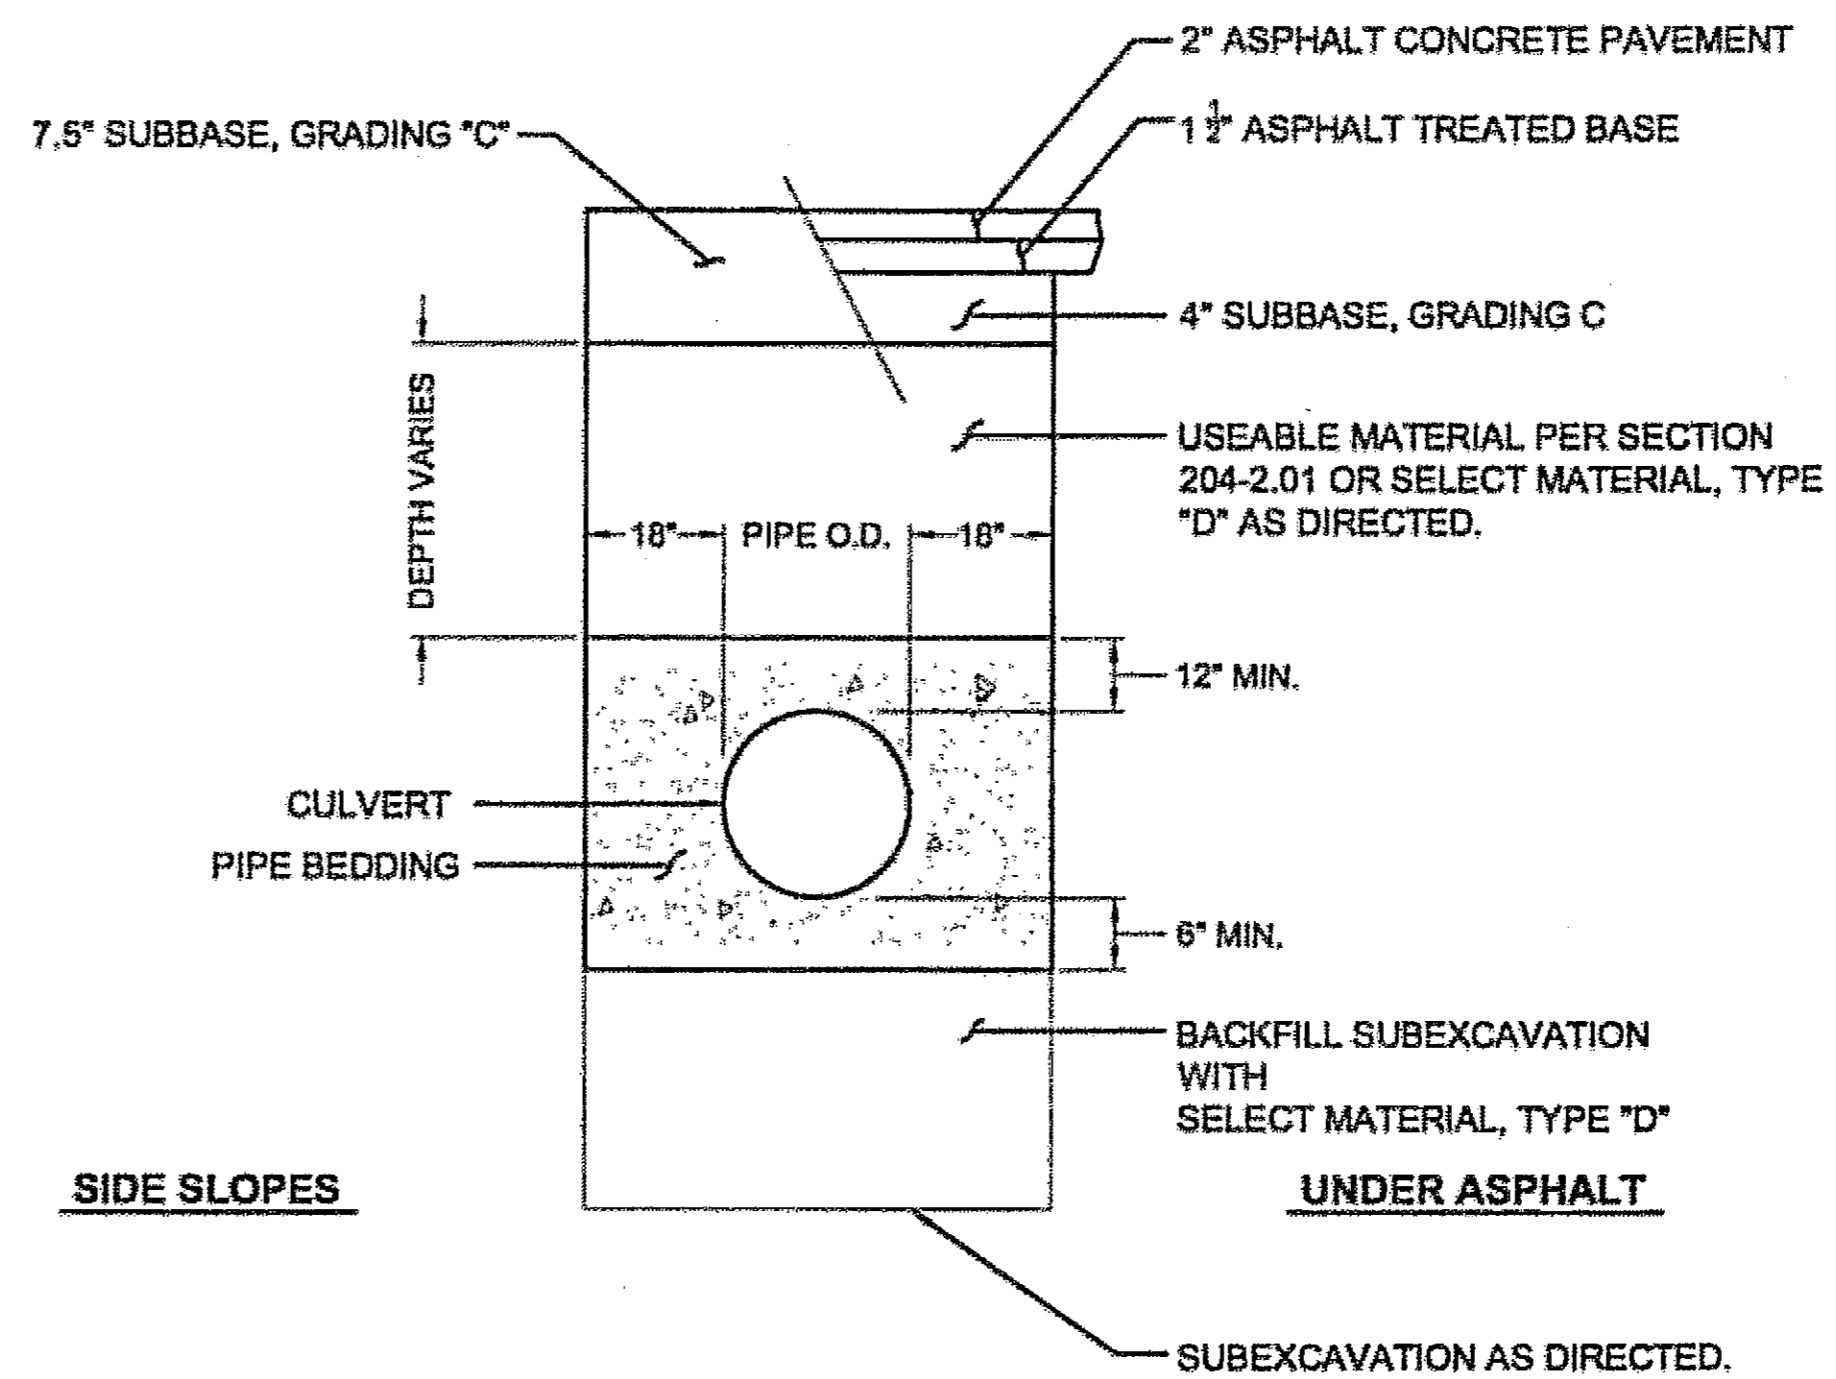 2" ASPHALT CONCRETE PAVEMENT
1 1/2" ASPHALT TREATED BASE
7.5" SUBBASE, GRADING "C"
4" SUBBASE, GRADING C
DEPTH VARIES
USEABLE MATERIAL PER SECTION
204-2.01 OR SELECT MATERIAL, TYPE
"D" AS DIRECTED.
18" PIPE O.D. 18"
12" MIN.
CULVERT
PIPE BEDDING
6" MIN.
BACKFILL SUBEXCAVATION
WITH
SELECT MATERIAL, TYPE "D"
SIDE SLOPES
UNDER ASPHALT
SUBEXCAVATION AS DIRECTED.